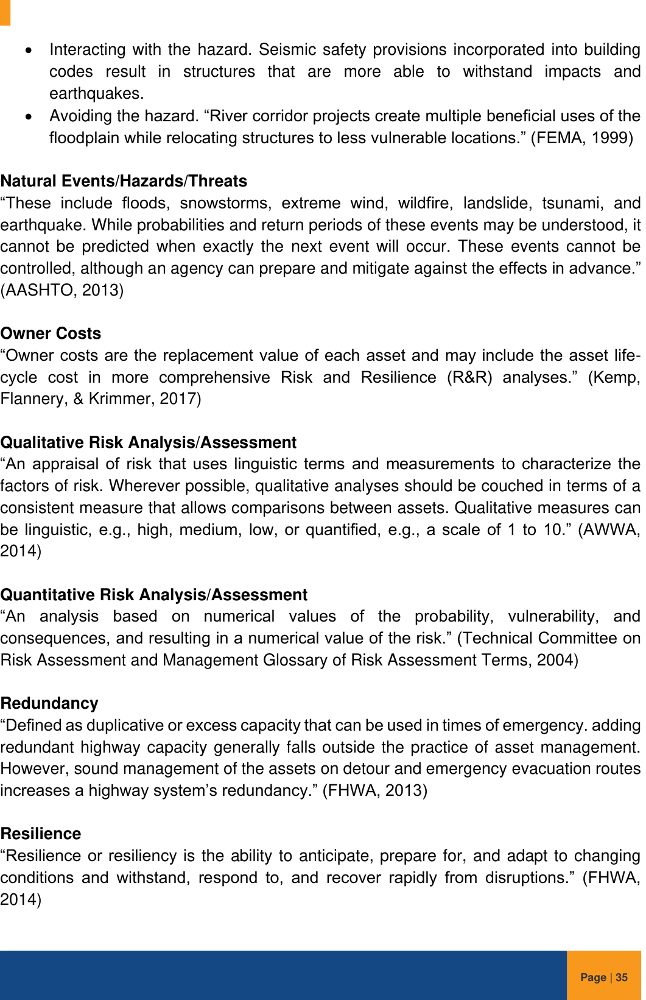 • Interacting with the hazard. Seismic safety provisions incorporated into building
codes result in structures that are more able to withstand impacts and
earthquakes.
• Avoiding the hazard. “River corridor projects create multiple beneficial uses of the
floodplain while relocating structures to less vulnerable locations.” (FEMA, 1999)
Natural Events/Hazards/Threats
“These include floods, snowstorms, extreme wind, wildfire, landslide, tsunami, and
earthquake. While probabilities and return periods of these events may be understood, it
cannot be predicted when exactly the next event will occur. These events cannot be
controlled, although an agency can prepare and mitigate against the effects in advance.”
(AASHTO, 2013)
Owner Costs
“Owner costs are the replacement value of each asset and may include the asset life-
cycle cost in more comprehensive Risk and Resilience (R&R) analyses.” (Kemp,
Flannery, & Krimmer, 2017)
Qualitative Risk Analysis/Assessment
“An appraisal of risk that uses linguistic terms and measurements to characterize the
factors of risk. Wherever possible, qualitative analyses should be couched in terms of a
consistent measure that allows comparisons between assets. Qualitative measures can
be linguistic, e.g., high, medium, low, or quantified, e.g., a scale of 1 to 10.” (AWWA,
2014)
Quantitative Risk Analysis/Assessment
“An analysis based on numerical values of the probability, vulnerability, and
consequences, and resulting in a numerical value of the risk.” (Technical Committee on
Risk Assessment and Management Glossary of Risk Assessment Terms, 2004)
Redundancy
“Defined as duplicative or excess capacity that can be used in times of emergency. adding
redundant highway capacity generally falls outside the practice of asset management.
However, sound management of the assets on detour and emergency evacuation routes
increases a highway system’s redundancy.” (FHWA, 2013)
Resilience
“Resilience or resiliency is the ability to anticipate, prepare for, and adapt to changing
conditions and withstand, respond to, and recover rapidly from disruptions.” (FHWA,
2014)
Page | 35